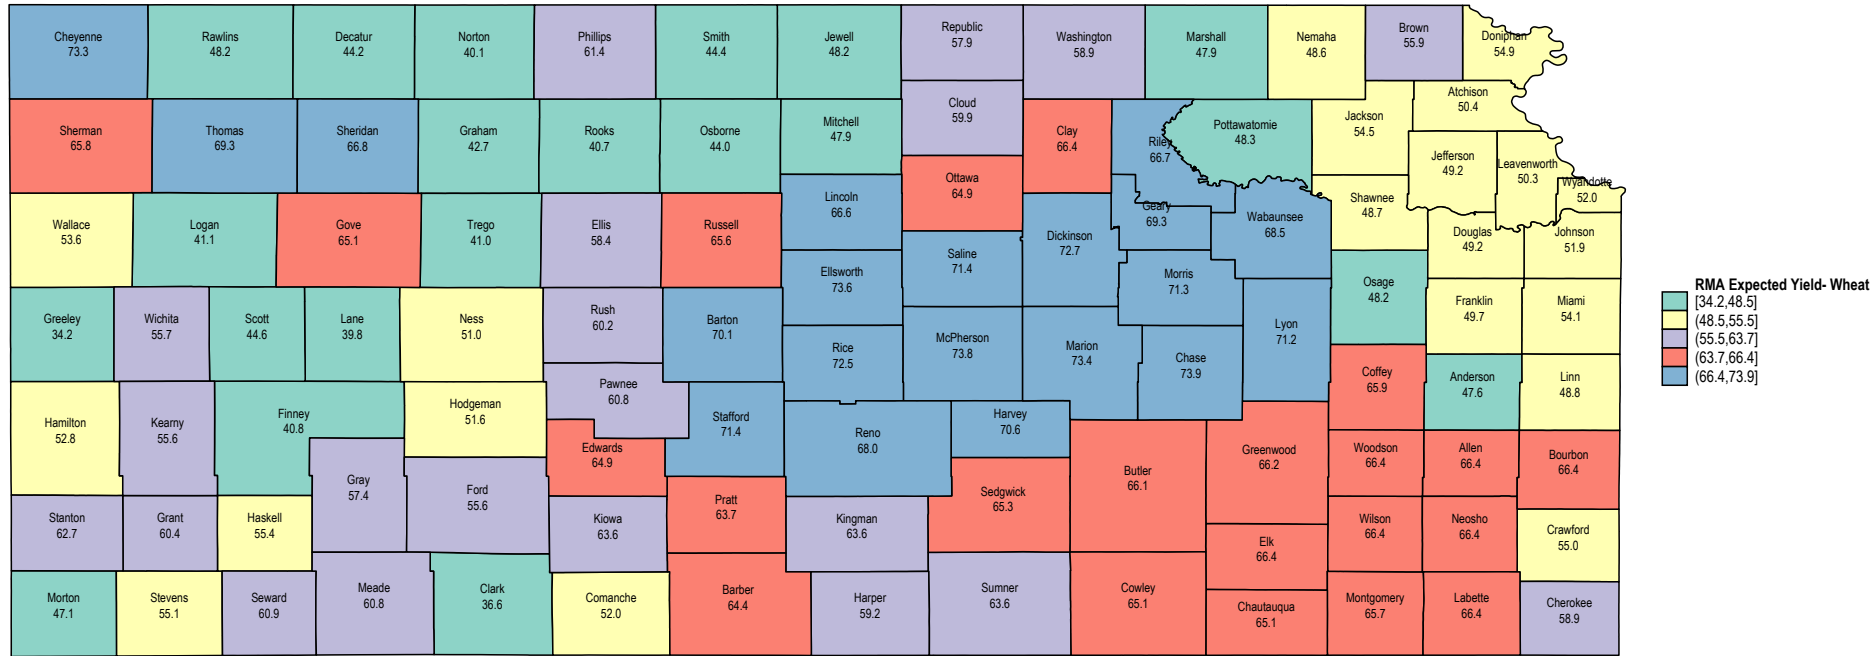 Cheyenne
73.3
Rawlins
48.2
Decatur
44.2
Norton
40.1
Phillips
61.4
Smith
44.4
Jewell
48.2
Republic
57.9
Washington
58.9
Marshall
47.9
Nemaha
48.6
Brown
55.9
Doniphan
54.9
Sherman
65.8
Thomas
69.3
Sheridan
66.8
Graham
42.7
Rooks
40.7
Osborne
44.0
Mitchell
47.9
Cloud
59.9
Clay
66.4
Riley
66.7
Pottawatomie
48.3
Jackson
54.5
Atchison
50.4
Jefferson
49.2
Leavenworth
50.3
Wyandotte
52.0
Wallace
53.6
Logan
41.1
Gove
65.1
Trego
41.0
Ellis
58.4
Russell
65.6
Lincoln
66.6
Ottawa
64.9
Saline
71.4
Dickinson
72.7
Geary
69.3
Wabaunsee
68.5
Shawnee
48.7
Douglas
49.2
Johnson
51.9
Ellsworth
73.6
Morris
71.3
Osage
48.2
Franklin
49.7
Miami
54.1
Greeley
34.2
Wichita
55.7
Scott
44.6
Lane
39.8
Ness
51.0
Rush
60.2
Barton
70.1
Rice
72.5
McPherson
73.8
Marion
73.4
Chase
73.9
Lyon
71.2
Coffey
65.9
Anderson
47.6
Linn
48.8
Hamilton
52.8
Kearny
55.6
Finney
40.8
Hodgeman
51.6
Pawnee
60.8
Edwards
64.9
Stafford
71.4
Reno
68.0
Harvey
70.6
Gray
57.4
Ford
55.6
Pratt
63.7
Sedgwick
65.3
Butler
66.1
Greenwood
66.2
Woodson
66.4
Allen
66.4
Bourbon
66.4
Stanton
62.7
Grant
60.4
Haskell
55.4
Kiowa
63.6
Kingman
63.6
Elk
66.4
Wilson
66.4
Neosho
66.4
Crawford
55.0
Morton
47.1
Stevens
55.1
Seward
60.9
Meade
60.8
Clark
36.6
Comanche
52.0
Barber
64.4
Harper
59.2
Sumner
63.6
Cowley
65.1
Chautauqua
65.1
Montgomery
65.7
Labette
66.4
Cherokee
58.9
RMA Expected Yield- Wheat
[34.2,48.5]
(48.5,55.5]
(55.5,63.7]
(63.7,66.4]
(66.4,73.9]